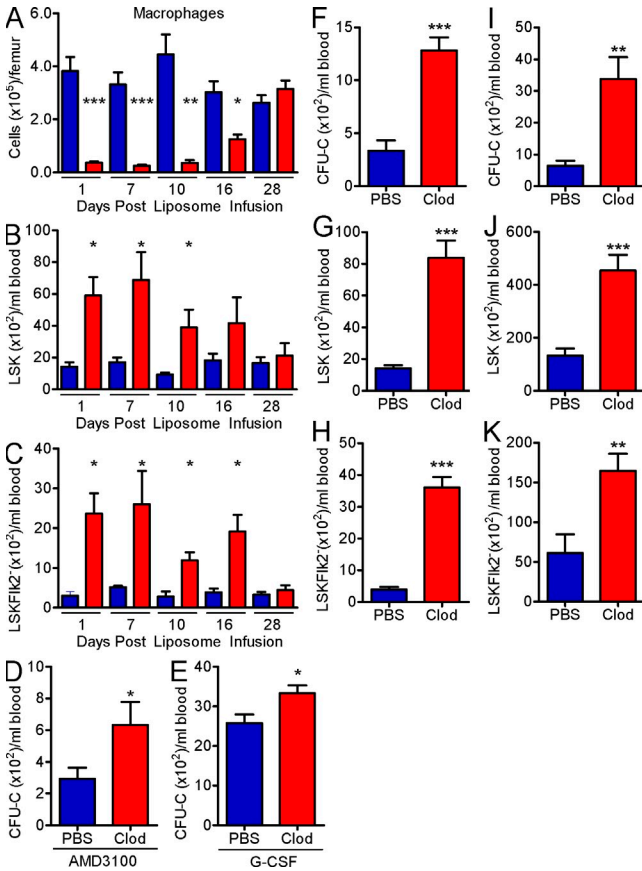 A
Macrophages
Cells (x10⁵)/femur
6.0
4.0
2.0
0.0
***
***
**
*
1 7 10 16 28
Days Post Liposome Infusion
B
LSK (x10²)/ml blood
100
80
60
40
20
0
*
*
*
1 7 10 16 28
Days Post Liposome Infusion
C
LSKFlk2⁻(x10²)/ml blood
40
30
20
10
0
*
*
*
*
1 7 10 16 28
Days Post Liposome Infusion
D
CFU-C (x10²)/ml blood
8
6
4
2
0
*
PBS Clod
AMD3100
E
CFU-C (x10²)/ml blood
40
30
20
10
0
*
PBS Clod
G-CSF
F
CFU-C (x10²)/ml blood
15
10
5
0
***
PBS Clod
G
LSK (x10²)/ml blood
100
80
60
40
20
0
***
PBS Clod
H
LSKFlk2⁻(x10²)/ml blood
50
40
30
20
10
0
***
PBS Clod
I
CFU-C (x10²)/ml blood
50
40
30
20
10
0
**
PBS Clod
J
LSK (x10²)/ml blood
600
400
200
0
***
PBS Clod
K
LSKFlk2⁻(x10²)/ml blood
200
150
100
50
0
**
PBS Clod